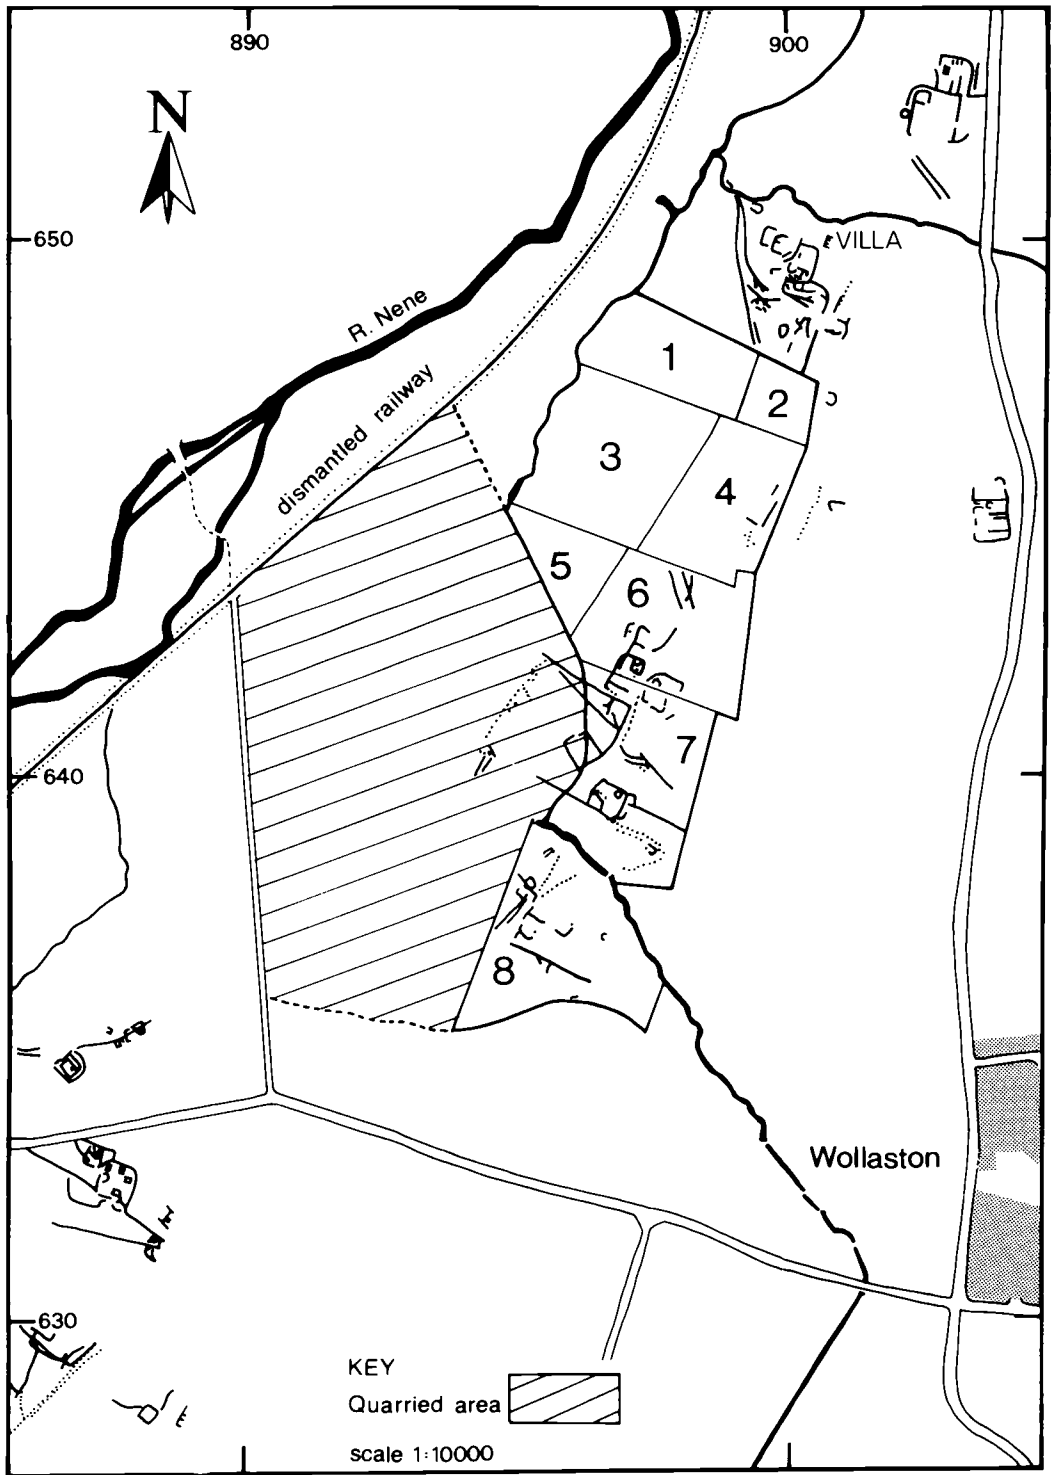 890
900
N
650
VILLA
R. Nene
1
2
dismantled railway
3
4
5
6
7
640
8
Wollaston
630
KEY
Quarried area
scale 1:10000